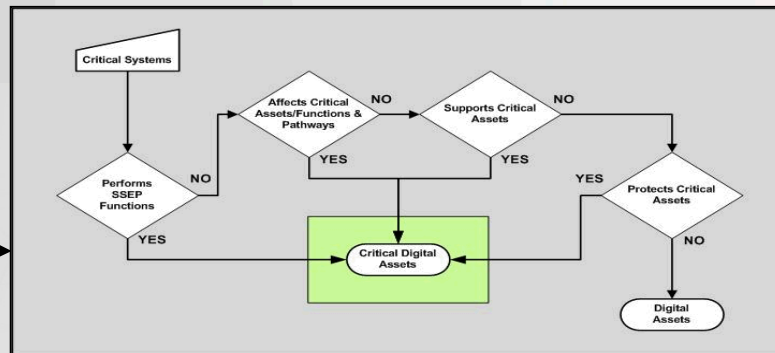 Critical Systems
Performs
SSEP
Functions
NO
YES
Affects Critical
Assets/Functions &
Pathways
NO
YES
Supports Critical
Assets
NO
YES
Protects Critical
Assets
YES
NO
Critical Digital
Assets
Digital
Assets